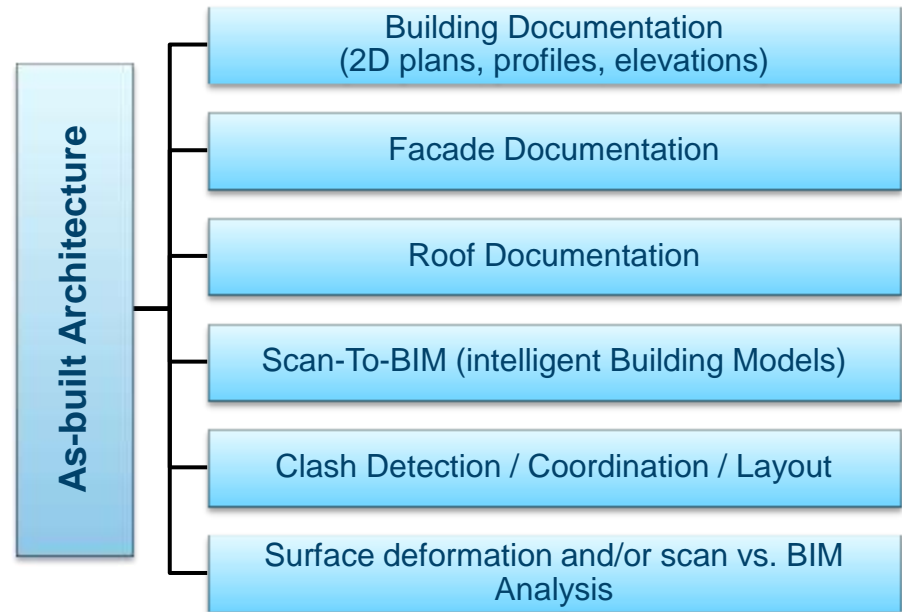 As-built Architecture
Building Documentation
(2D plans, profiles, elevations)
Facade Documentation
Roof Documentation
Scan-To-BIM (intelligent Building Models)
Clash Detection / Coordination / Layout
Surface deformation and/or scan vs. BIM
Analysis